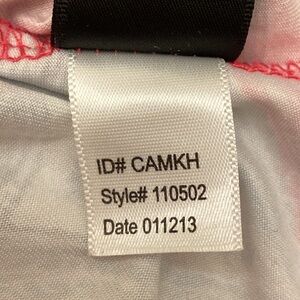 ID# CAMKH
Style# 110502
Date 011213